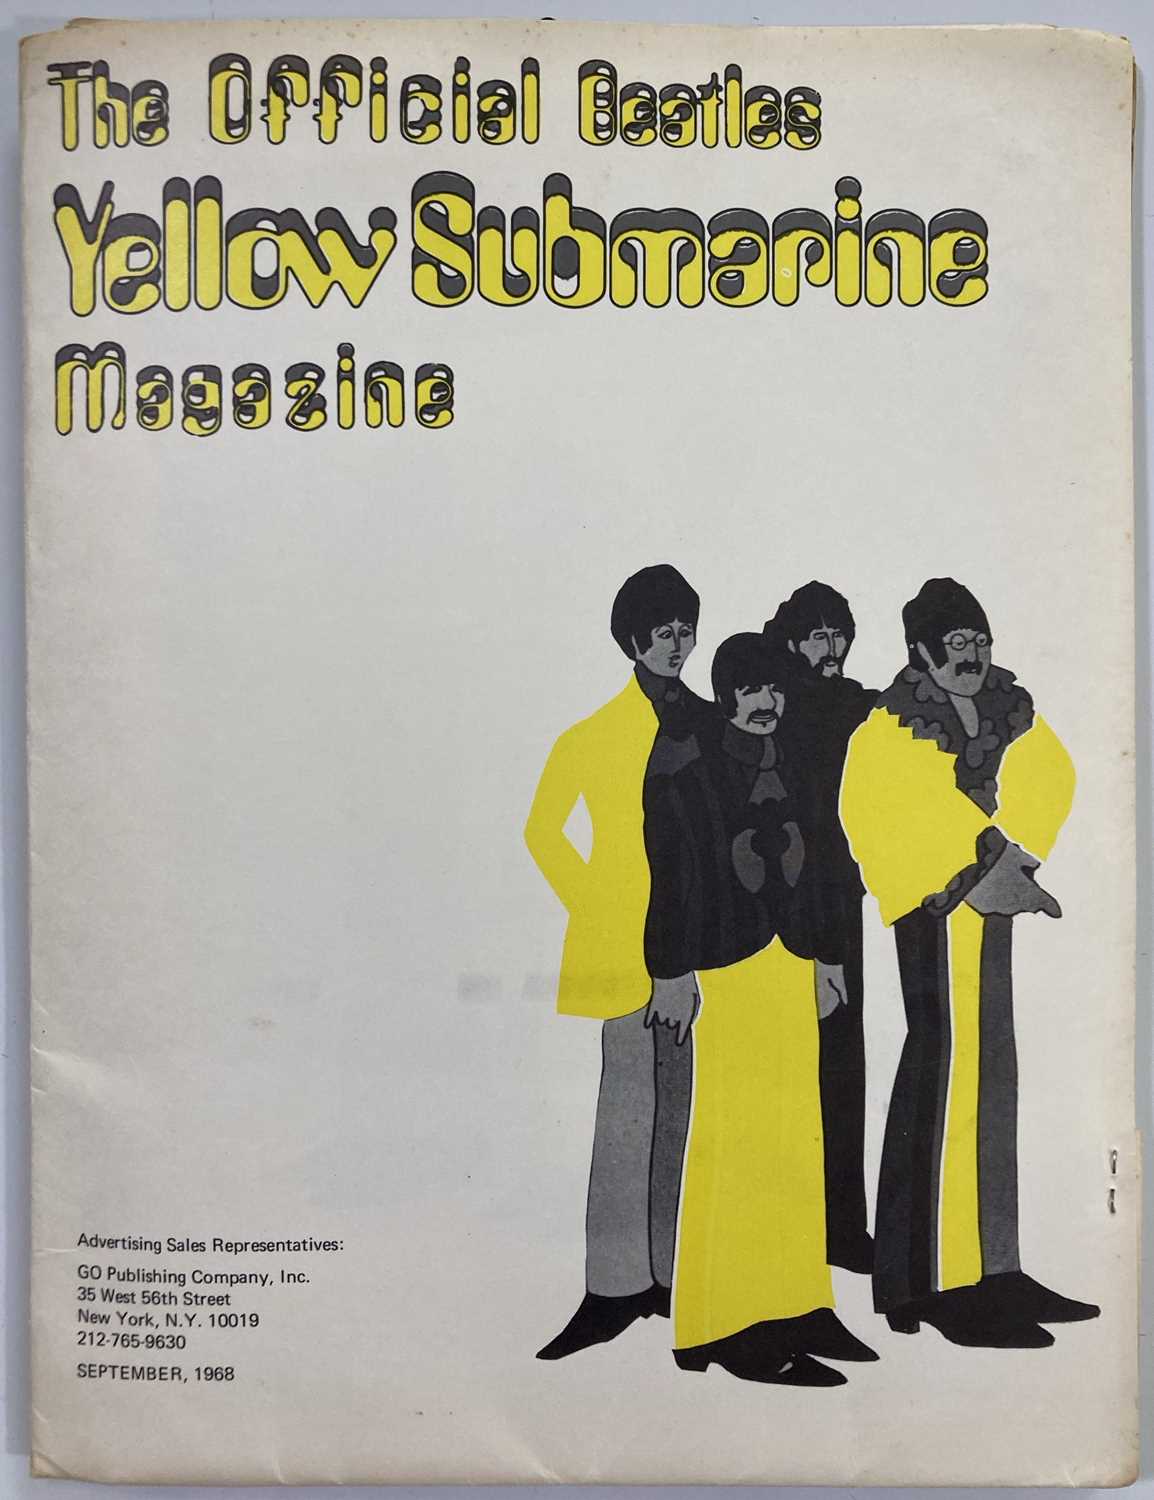 The Official Beatles
Yellow Submarine
Magazine
Advertising Sales Representatives:
GO Publishing Company, Inc.
35 West 56th Street
New York, N.Y. 10019
212-765-9630
SEPTEMBER, 1968